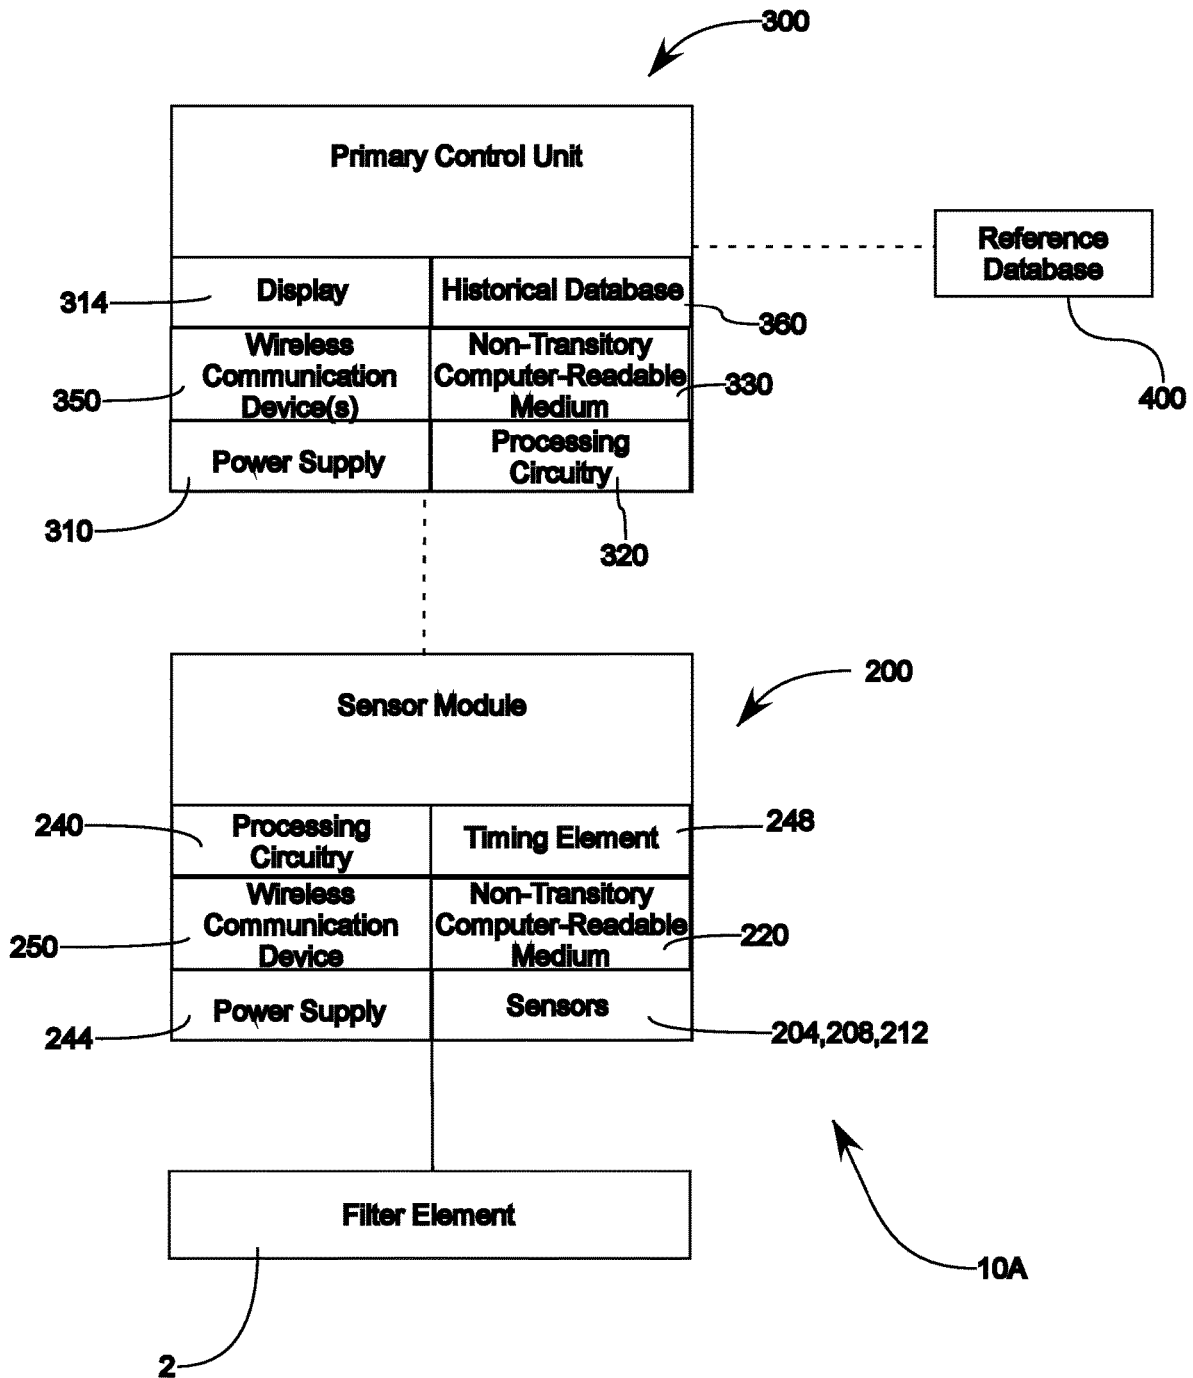 300
Primary Control Unit
Reference
Database
314
Display
Historical Database
360
400
350
Wireless
Communication
Device(s)
Non-Transitory
Computer-Readable
Medium
330
310
Power Supply
Processing
Circuitry
320
Sensor Module
200
240
Processing
Circuitry
Timing Element
248
250
Wireless
Communication
Device
Non-Transitory
Computer-Readable
Medium
220
244
Power Supply
Sensors
204,208,212
Filter Element
10A
2